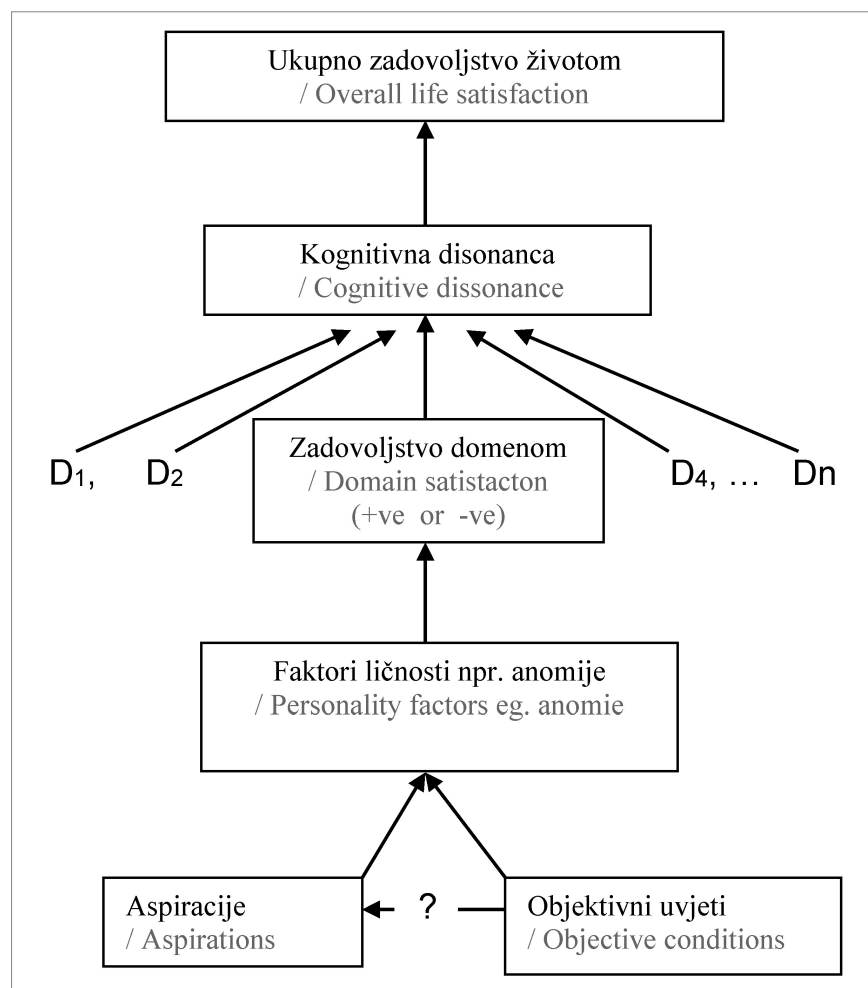 Ukupno zadovoljstvo životom
/ Overall life satisfaction
Kognitivna disonanca
/ Cognitive dissonance
Zadovoljstvo domenom
/ Domain satistacton
(+ve or -ve)
D1,
D2
D4, …
Dn
Faktori ličnosti npr. anomije
/ Personality factors eg. anomie
Aspiracije
/ Aspirations
?
Objektivni uvjeti
/ Objective conditions